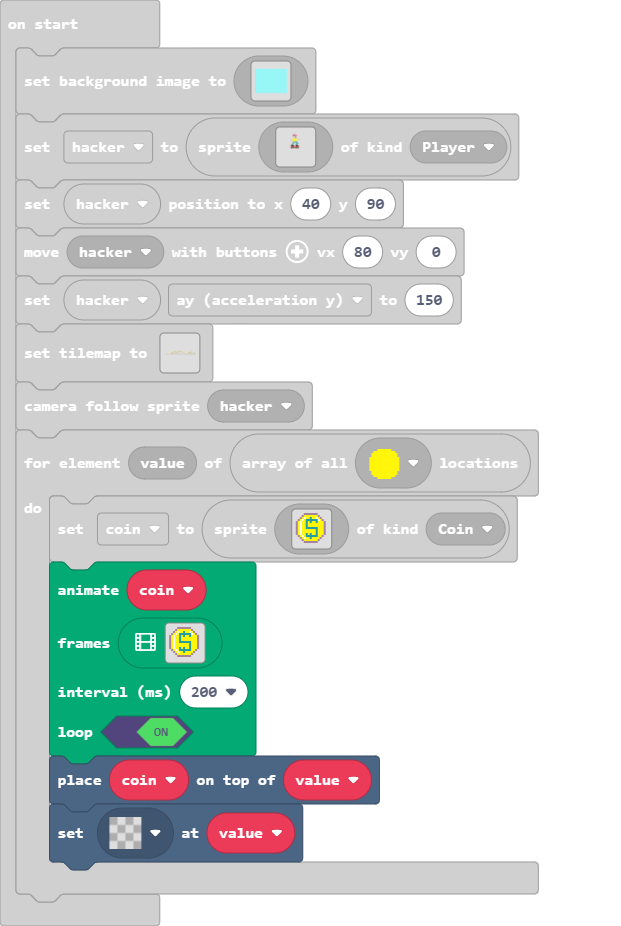 on start
set background image to
set hacker to sprite of kind Player
set hacker position to x 40 y 90
move hacker with buttons vx 80 vy 0
set hacker ay (acceleration y) to 150
set tilemap to
camera follow sprite hacker
for element value of array of all locations
do
set coin to sprite of kind Coin
animate coin
frames
interval (ms) 200
loop ON
place coin on top of value
set at value